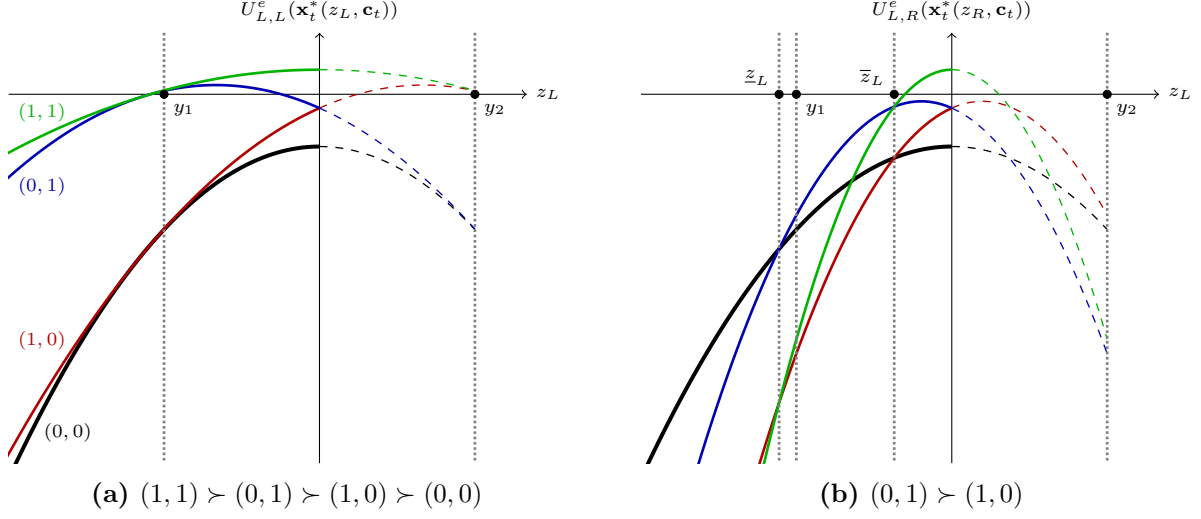 U^e_{L,L}(x^*_t(z_L, c_t))
z_L
y_1
y_2
(1, 1)
(0, 1)
(1, 0)
(0, 0)
(a) (1, 1) ≻ (0, 1) ≻ (1, 0) ≻ (0, 0)
U^e_{L,R}(x^*_t(z_R, c_t))
z̲_L
z̅_L
z_L
y_1
y_2
(b) (0, 1) ≻ (1, 0)